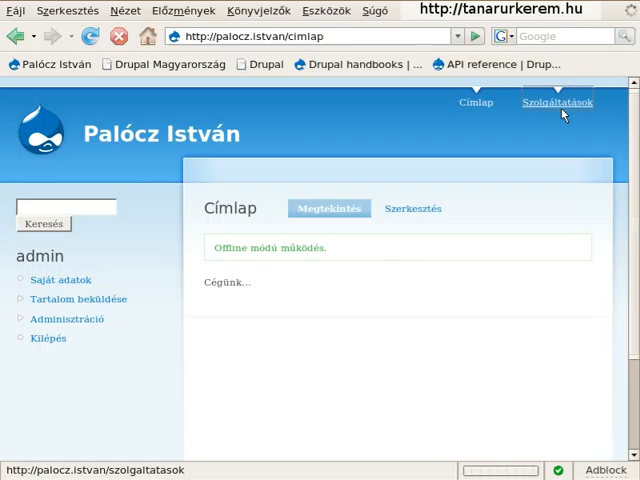 Fájl Szerkesztés Nézet Előzmények Könyvjelzők Eszközök Súgó http://tanarurkerem.hu
http://palocz.istvan/cimlap Google
Palócz István Drupal Magyarország Drupal Drupal handbooks | ... API reference | Drup...
Címlap Szolgáltatások
Palócz István
Címlap Megtekintés Szerkesztés
Keresés
Offline módú működés.
admin
Cégünk...
Saját adatok
Tartalom beküldése
Adminisztráció
Kilépés
http://palocz.istvan/szolgaltatasok Adblock